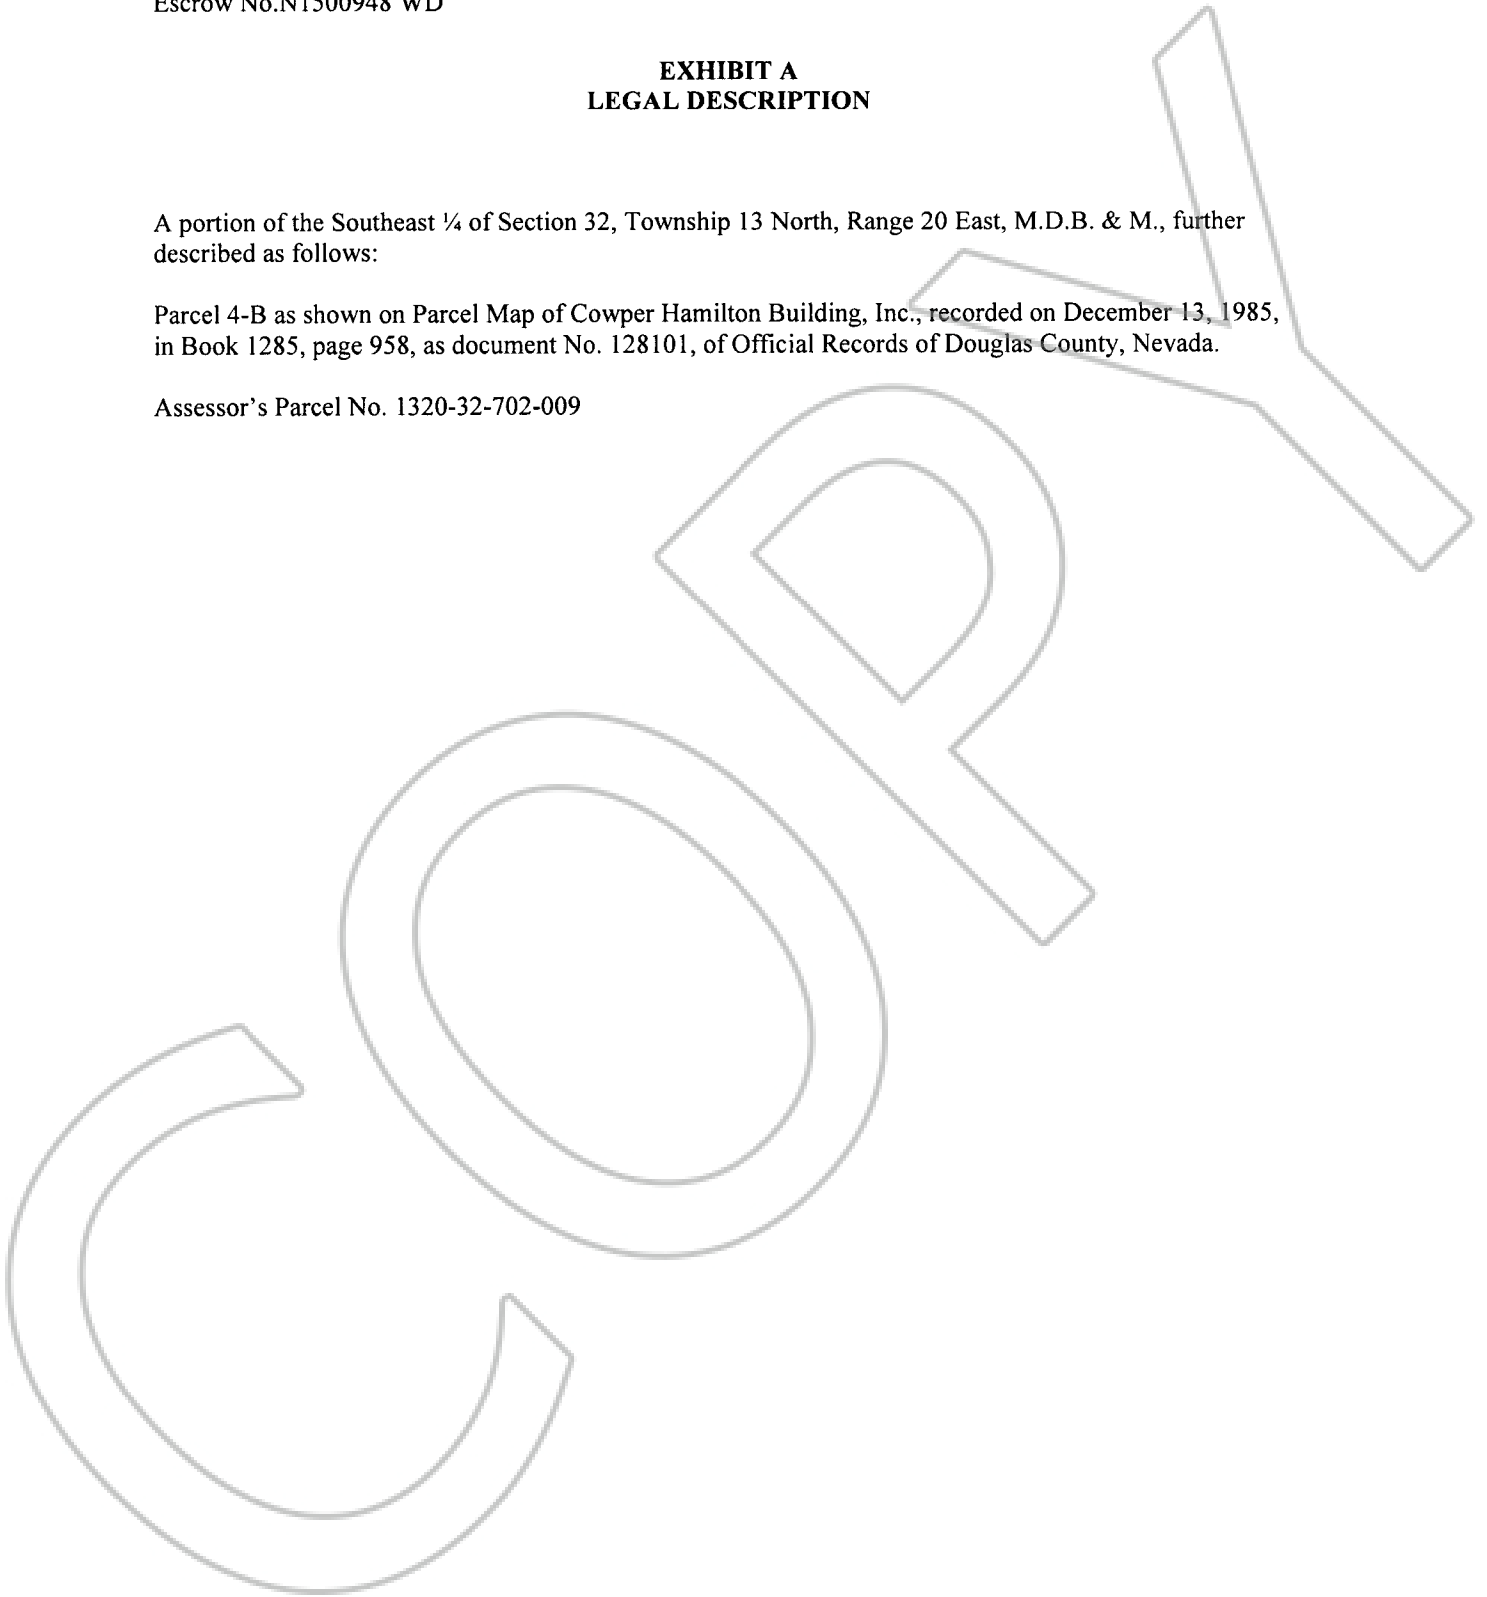 Escrow No.N1500948 WD
EXHIBIT A
LEGAL DESCRIPTION
A portion of the Southeast ¼ of Section 32, Township 13 North, Range 20 East, M.D.B. & M., further
described as follows:
Parcel 4-B as shown on Parcel Map of Cowper Hamilton Building, Inc., recorded on December 13, 1985,
in Book 1285, page 958, as document No. 128101, of Official Records of Douglas County, Nevada.
Assessor's Parcel No. 1320-32-702-009
COPY